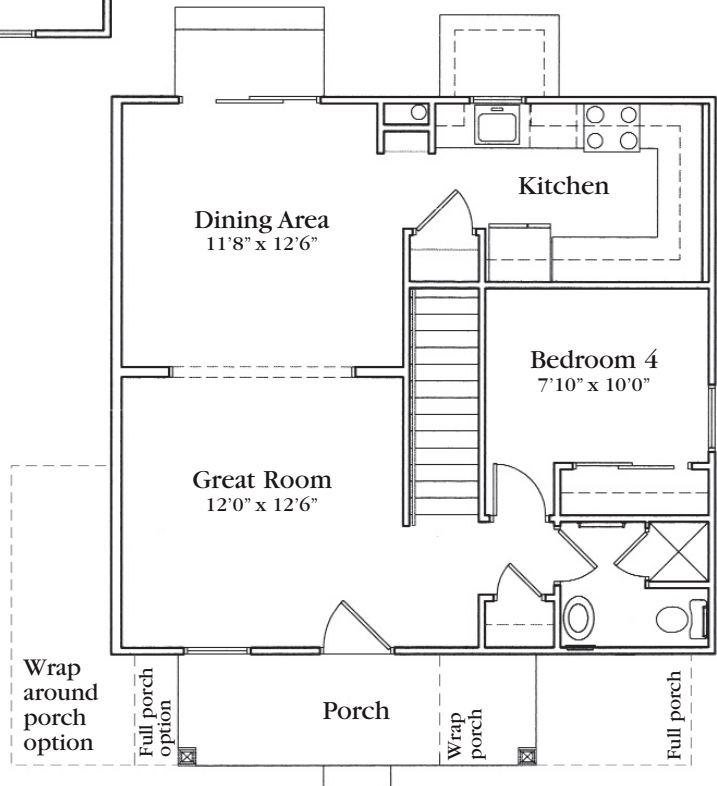 Kitchen
Dining Area
11'8” x 12'6”
Bedroom 4
7'10” x 10'0”
Great Room
12'0” x 12'6”
Wrap
around
porch
option
Full porch
option
Porch
Wrap
porch
Full porch